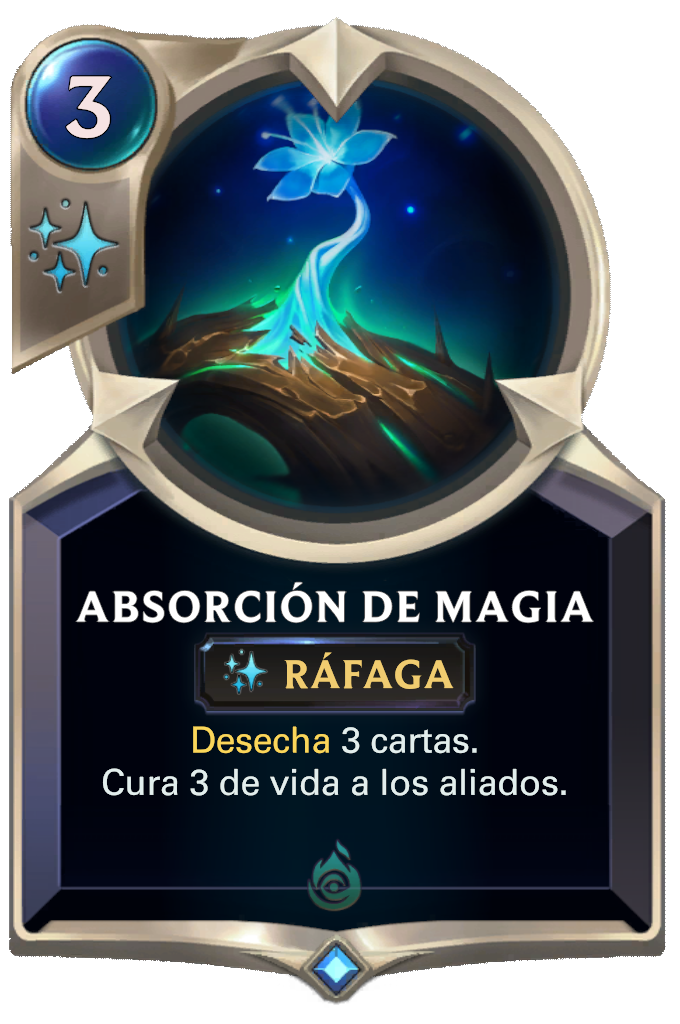 3
ABSORCIÓN DE MAGIA
RÁFAGA
Desecha 3 cartas.
Cura 3 de vida a los aliados.